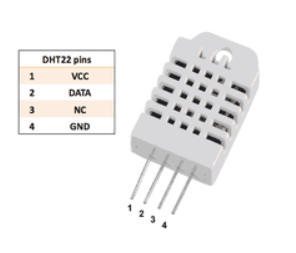 DHT22 pins
1 VCC
2 DATA
3 NC
4 GND
1 2 3 4